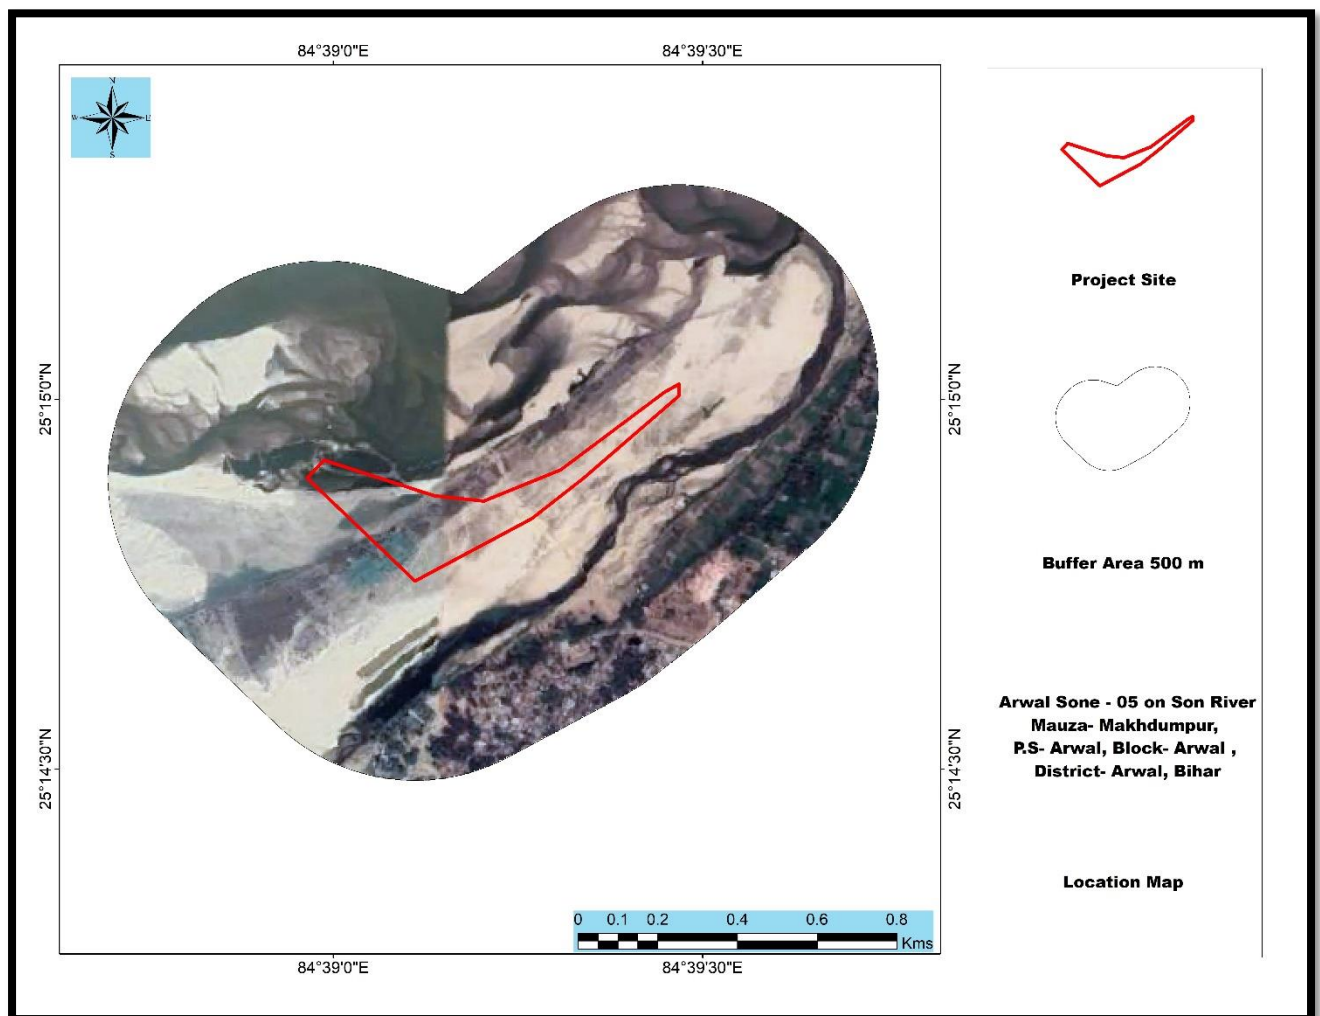 84°39'0"E
84°39'30"E
N
W
E
S
25°15'0"N
25°15'0"N
25°14'30"N
25°14'30"N
0 0.1 0.2 0.4 0.6 0.8
Kms
84°39'0"E
84°39'30"E
Project Site
Buffer Area 500 m
Arwal Sone - 05 on Son River
Mauza- Makhdumpur,
P.S- Arwal, Block- Arwal ,
District- Arwal, Bihar
Location Map